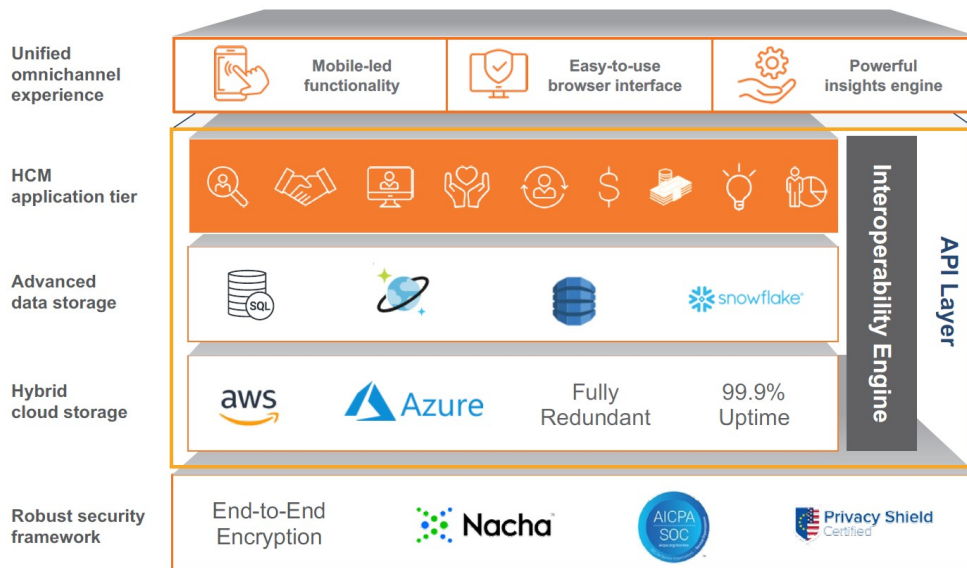 Unified
omnichannel
experience
Mobile-led
functionality
Easy-to-use
browser interface
Powerful
insights engine
HCM
application tier
Advanced
data storage
SQL
snowflake
Hybrid
cloud storage
aws
Azure
Fully
Redundant
99.9%
Uptime
Interoperability Engine
API Layer
Robust security
framework
End-to-End
Encryption
Nacha
AICPA
SOC
Privacy Shield
Certified